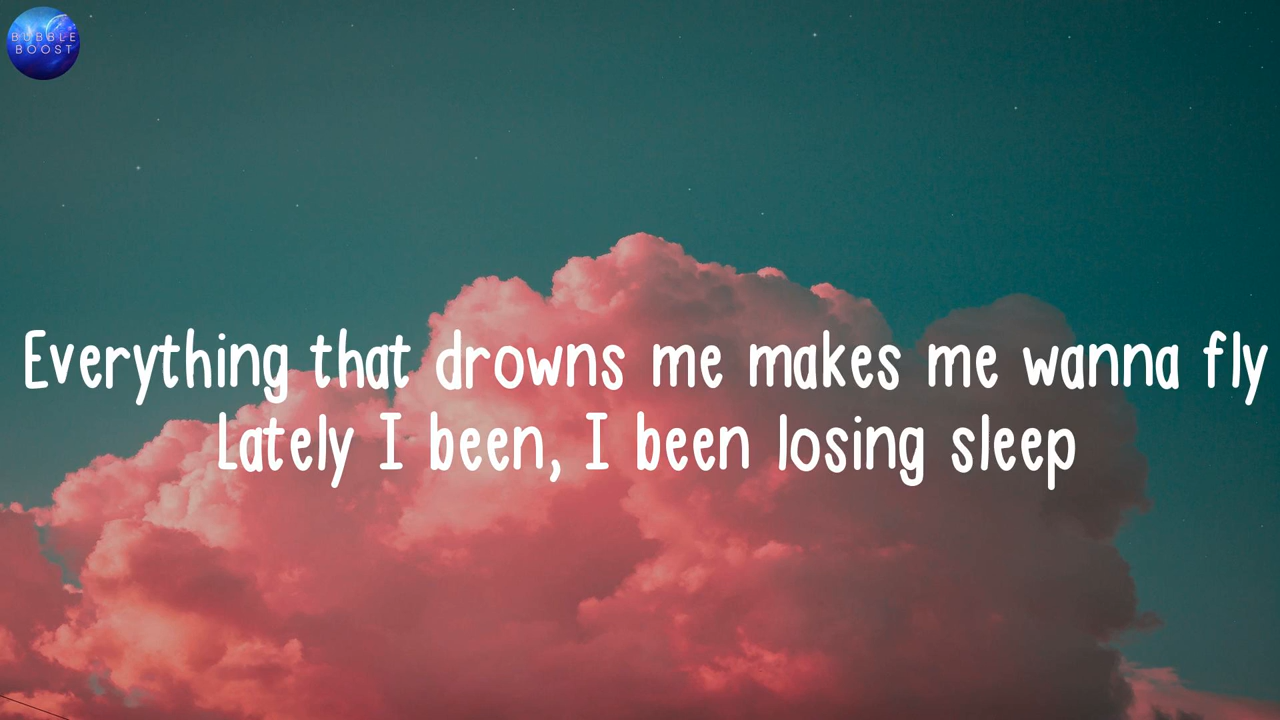 BUBBLE
BOOST
Everything that drowns me makes me wanna fly
Lately I been, I been losing sleep